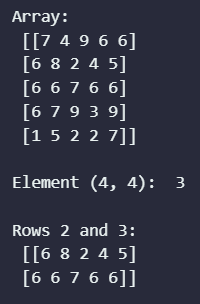 Array:
[[7 4 9 6 6]
[6 8 2 4 5]
[6 6 7 6 6]
[6 7 9 3 9]
[1 5 2 2 7]]
Element (4, 4):  3
Rows 2 and 3:
[[6 8 2 4 5]
[6 6 7 6 6]]